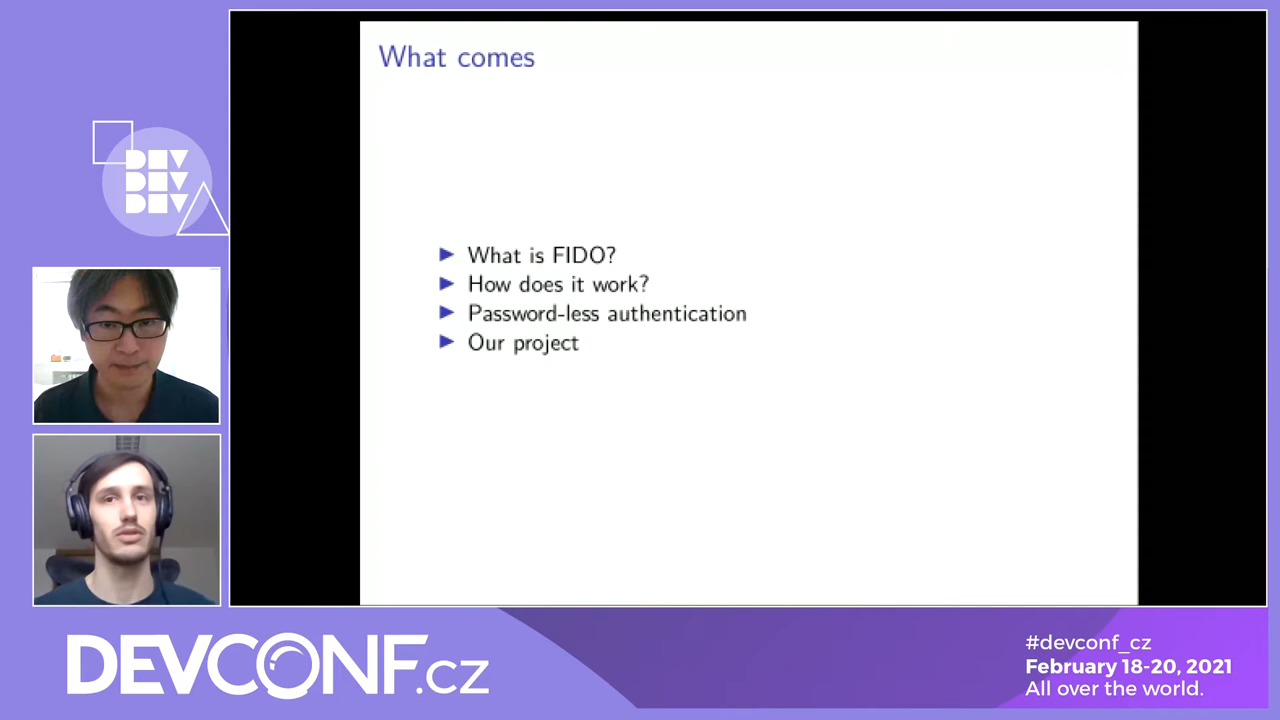 What comes
DEV
DEV
DEV
What is FIDO?
How does it work?
Password-less authentication
Our project
DEVCONF.cz
#devconf_cz
February 18-20, 2021
All over the world.